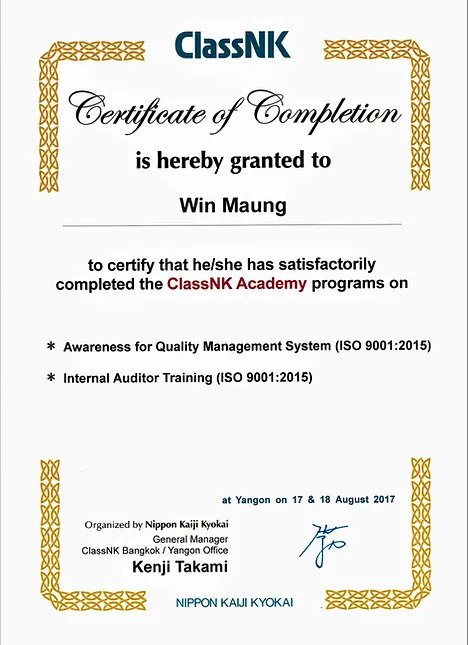 ClassNK
Certificate of Completion
is hereby granted to
Win Maung
to certify that he/she has satisfactorily
completed the ClassNK Academy programs on
* Awareness for Quality Management System (ISO 9001:2015)
* Internal Auditor Training (ISO 9001:2015)
at Yangon on 17 & 18 August 2017
Organized by Nippon Kaiji Kyokai
General Manager
ClassNK Bangkok / Yangon Office
Kenji Takami
NIPPON KAIJI KYOKAI